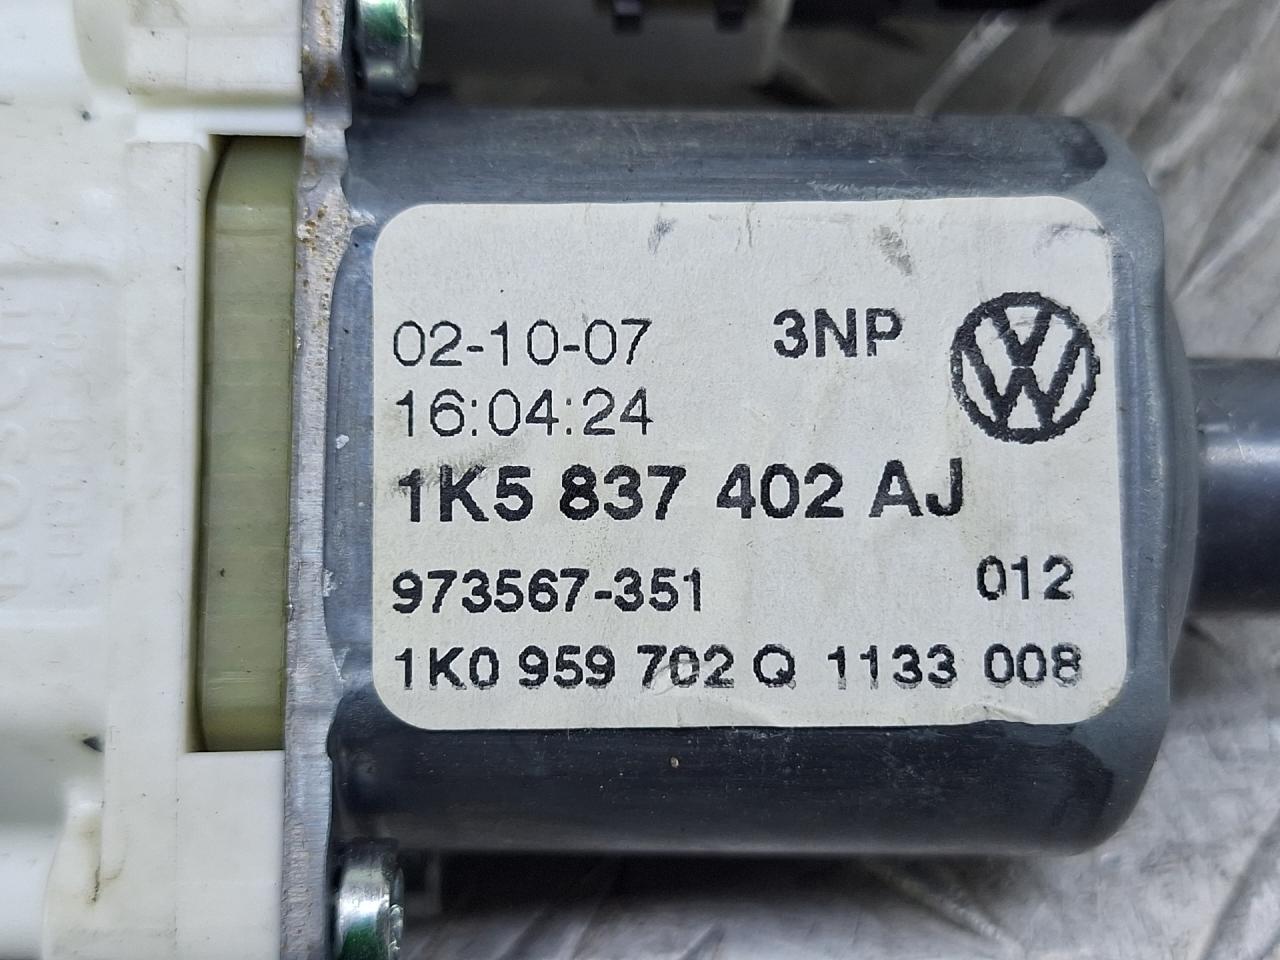 02-10-07 3NP
16:04:24
1K5 837 402 AJ
973567-351 012
1K0 959 702 Q 1133 008